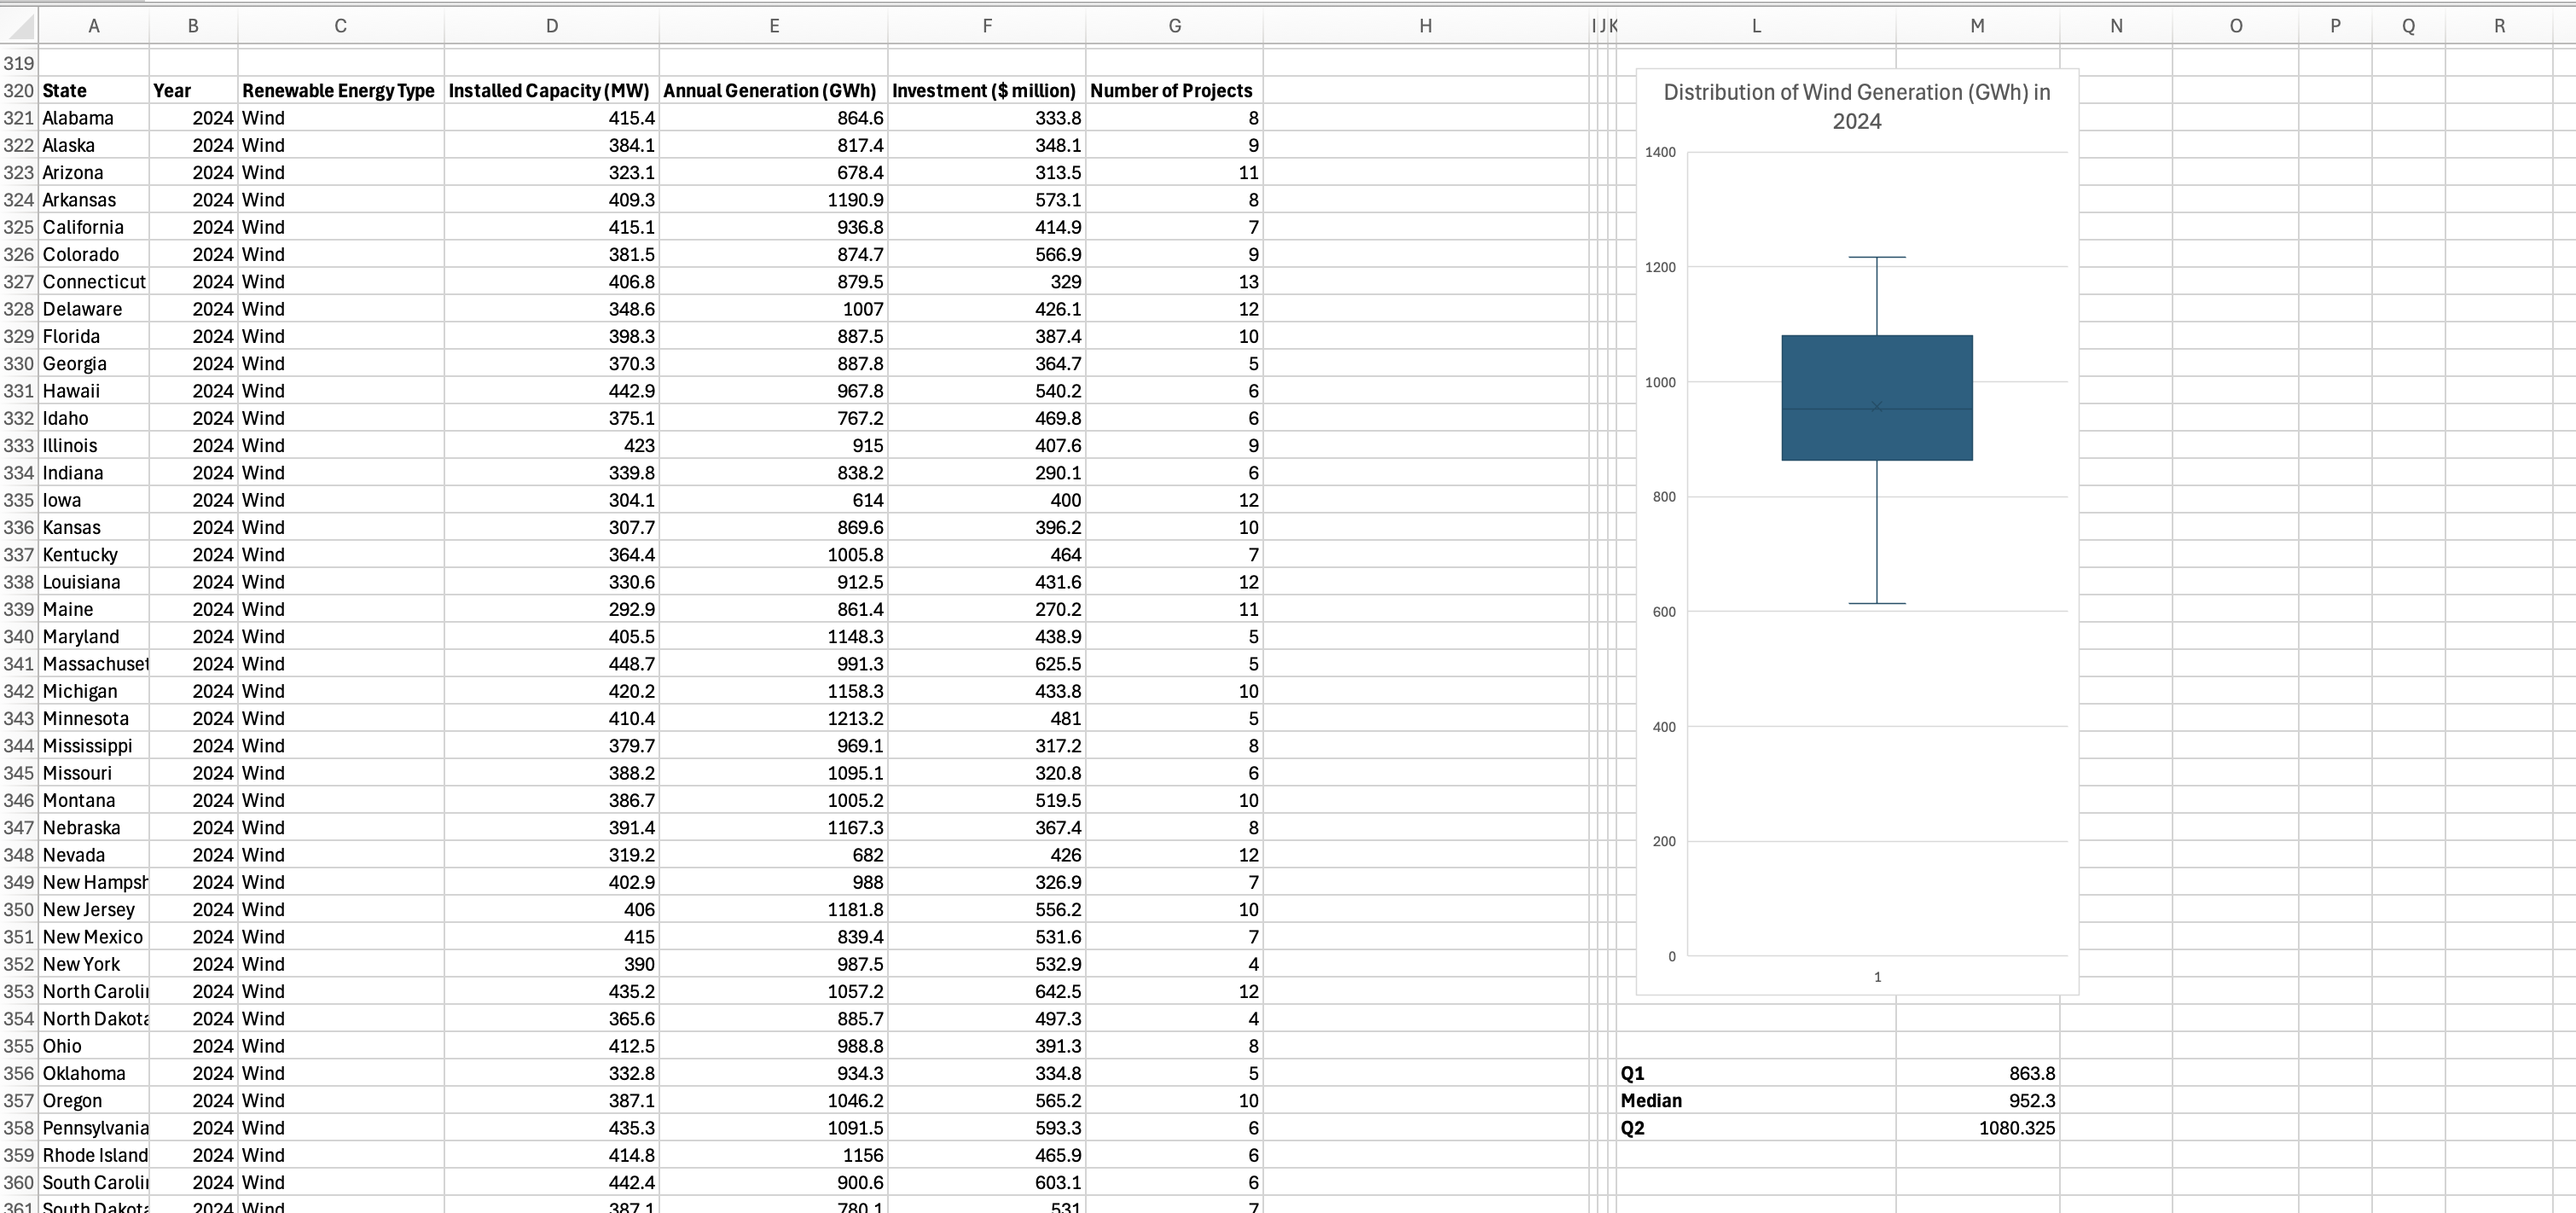 A B C D E F G H I J K L M N O P Q R
319
320 State Year Renewable Energy Type Installed Capacity (MW) Annual Generation (GWh) Investment ($ million) Number of Projects
321 Alabama 2024 Wind 415.4 864.6 333.8 8
322 Alaska 2024 Wind 384.1 817.4 348.1 9
323 Arizona 2024 Wind 323.1 678.4 313.5 11
324 Arkansas 2024 Wind 409.3 1190.9 573.1 8
325 California 2024 Wind 415.1 936.8 414.9 7
326 Colorado 2024 Wind 381.5 874.7 566.9 9
327 Connecticut 2024 Wind 406.8 879.5 329 13
328 Delaware 2024 Wind 348.6 1007 426.1 12
329 Florida 2024 Wind 398.3 887.5 387.4 10
330 Georgia 2024 Wind 370.3 887.8 364.7 5
331 Hawaii 2024 Wind 442.9 967.8 540.2 6
332 Idaho 2024 Wind 375.1 767.2 469.8 6
333 Illinois 2024 Wind 423 915 407.6 9
334 Indiana 2024 Wind 339.8 838.2 290.1 6
335 Iowa 2024 Wind 304.1 614 400 12
336 Kansas 2024 Wind 307.7 869.6 396.2 10
337 Kentucky 2024 Wind 364.4 1005.8 464 7
338 Louisiana 2024 Wind 330.6 912.5 431.6 12
339 Maine 2024 Wind 292.9 861.4 270.2 11
340 Maryland 2024 Wind 405.5 1148.3 438.9 5
341 Massachuset 2024 Wind 448.7 991.3 625.5 5
342 Michigan 2024 Wind 420.2 1158.3 433.8 10
343 Minnesota 2024 Wind 410.4 1213.2 481 5
344 Mississippi 2024 Wind 379.7 969.1 317.2 8
345 Missouri 2024 Wind 388.2 1095.1 320.8 6
346 Montana 2024 Wind 386.7 1005.2 519.5 10
347 Nebraska 2024 Wind 391.4 1167.3 367.4 8
348 Nevada 2024 Wind 319.2 682 426 12
349 New Hampsh 2024 Wind 402.9 988 326.9 7
350 New Jersey 2024 Wind 406 1181.8 556.2 10
351 New Mexico 2024 Wind 415 839.4 531.6 7
352 New York 2024 Wind 390 987.5 532.9 4
353 North Carolin 2024 Wind 435.2 1057.2 642.5 12
354 North Dakota 2024 Wind 365.6 885.7 497.3 4
355 Ohio 2024 Wind 412.5 988.8 391.3 8
356 Oklahoma 2024 Wind 332.8 934.3 334.8 5
357 Oregon 2024 Wind 387.1 1046.2 565.2 10
358 Pennsylvania 2024 Wind 435.3 1091.5 593.3 6
359 Rhode Island 2024 Wind 414.8 1156 465.9 6
360 South Carolin 2024 Wind 442.4 900.6 603.1 6
361 South Dakota 2024 Wind 387.1 780.1 531 7
Distribution of Wind Generation (GWh) in
2024
1400
1200
1000
800
600
400
200
0
1
Q1 863.8
Median 952.3
Q2 1080.325